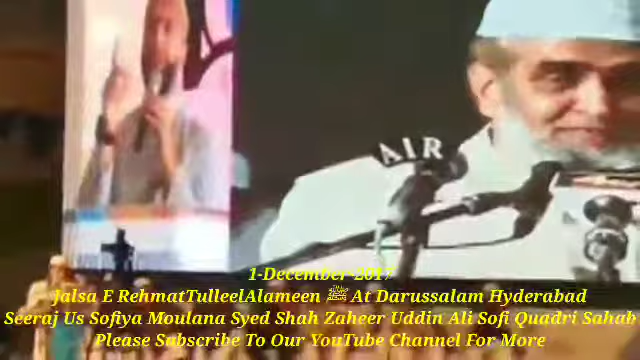 AIR
1-December-2017
Jalsa E RehmatTulleelAlameen ﷺ At Darussalam Hyderabad
Seeraj Us Sofiya Moulana Syed Shah Zaheer Uddin Ali Sofi Quadri Sahab
Please Subscribe To Our YouTube Channel For More